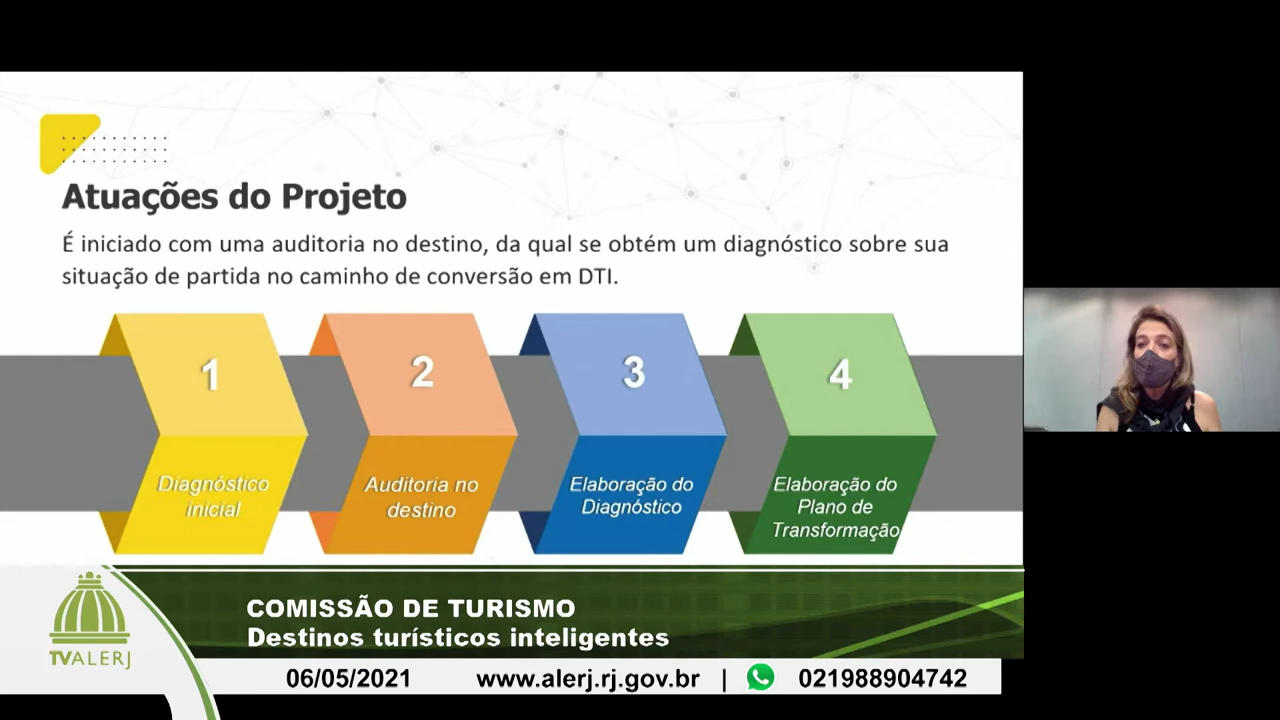 Atuações do Projeto
É iniciado com uma auditoria no destino, da qual se obtém um diagnóstico sobre sua
situação de partida no caminho de conversão em DTI.
1
2
3
4
Diagnóstico
inicial
Auditoria no
destino
Elaboração do
Diagnóstico
Elaboração do
Plano de
Transformação
COMISSÃO DE TURISMO
Destinos turísticos inteligentes
TVALERJ
06/05/2021 www.alerj.rj.gov.br | 021988904742